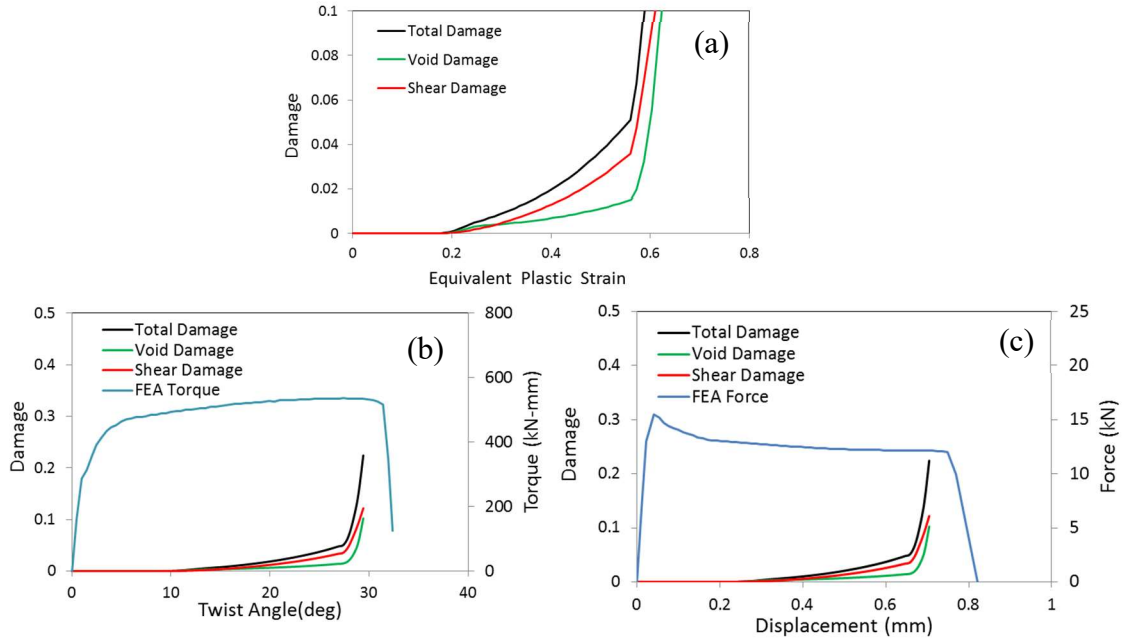 0.1
Total Damage
(a)
0.08
Void Damage
Shear Damage
0.06
Damage
0.04
0.02
0
0 0.2 0.4 0.6 0.8
Equivalent Plastic Strain
0.5 800
Total Damage
Void Damage
(b)
0.4
Shear Damage
600
FEA Torque
0.3
Damage
400
Torque (kN-mm)
0.2
200
0.1
0 0
0 10 20 30 40
Twist Angle(deg)
0.5 25
Total Damage
(c)
Void Damage
0.4 20
Shear Damage
FEA Force
0.3 15
Damage
Force (kN)
0.2 10
0.1 5
0 0
0 0.2 0.4 0.6 0.8 1
Displacement (mm)